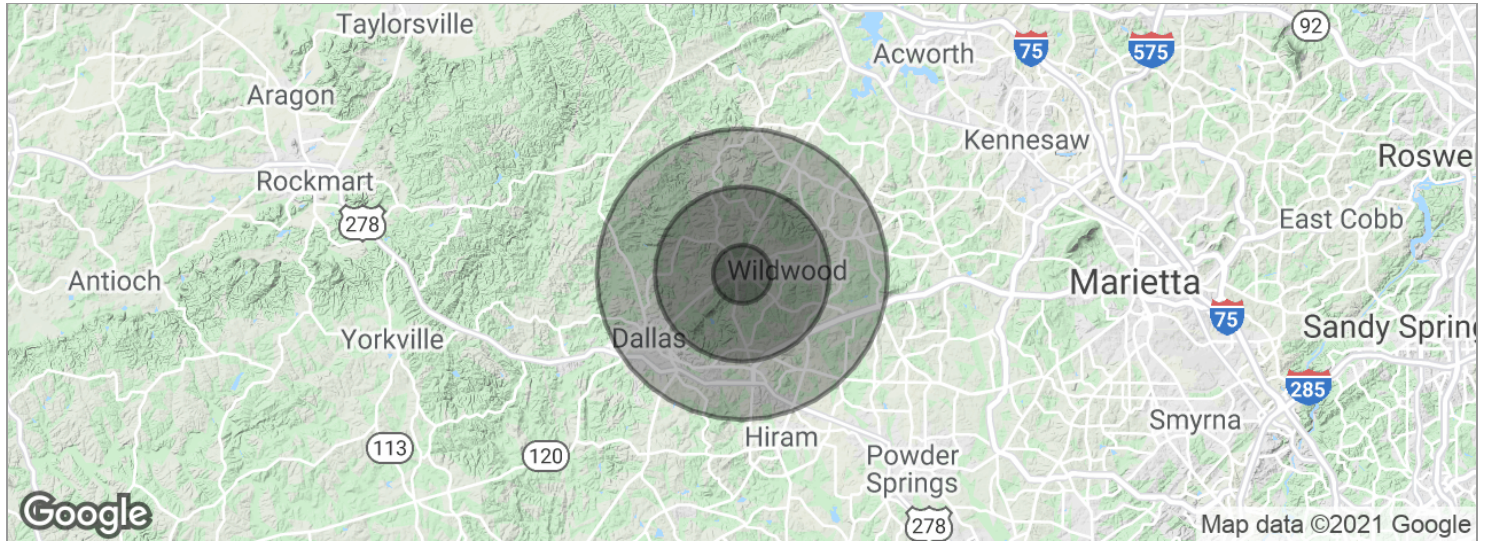 Taylorsville
92
75
575
Acworth
Aragon
Kennesaw
Roswe
Rockmart
278
East Cobb
Wildwood
Antioch
Marietta
75
Sandy Spring
Dallas
Yorkville
285
Smyrna
Hiram
113
120
Powder
Springs
278
Google
Map data ©2021 Google